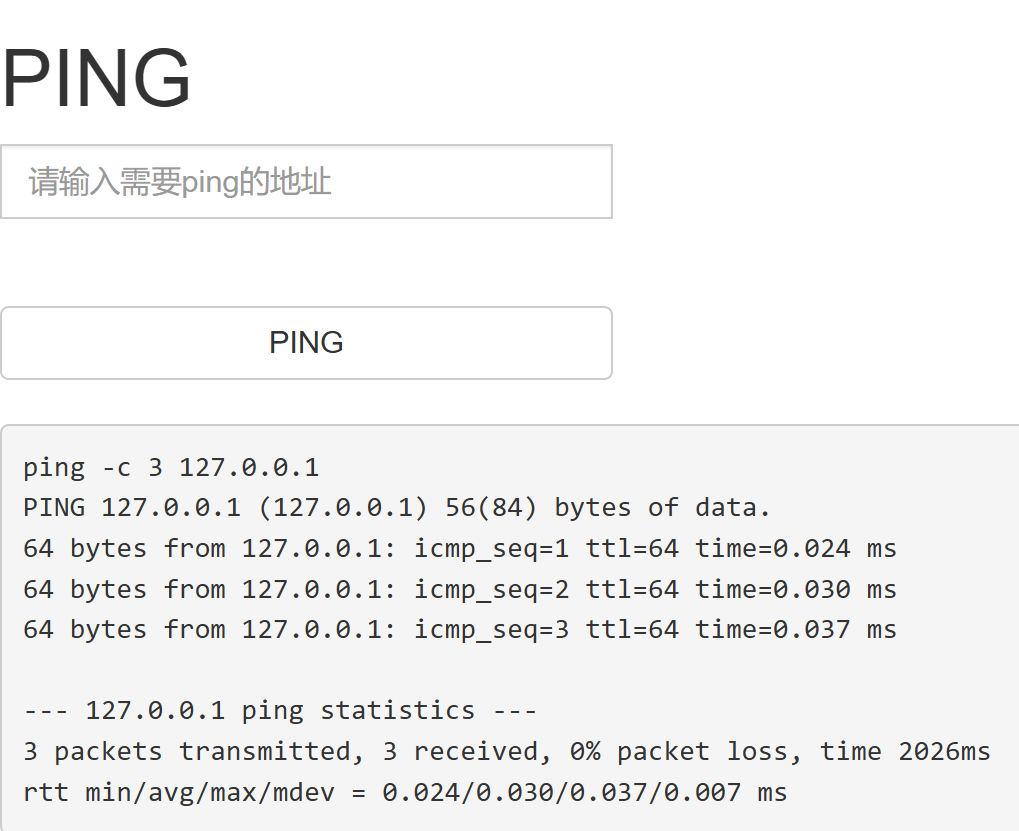 PING
请输入需要ping的地址
PING
ping -c 3 127.0.0.1
PING 127.0.0.1 (127.0.0.1) 56(84) bytes of data.
64 bytes from 127.0.0.1: icmp_seq=1 ttl=64 time=0.024 ms
64 bytes from 127.0.0.1: icmp_seq=2 ttl=64 time=0.030 ms
64 bytes from 127.0.0.1: icmp_seq=3 ttl=64 time=0.037 ms
--- 127.0.0.1 ping statistics ---
3 packets transmitted, 3 received, 0% packet loss, time 2026ms
rtt min/avg/max/mdev = 0.024/0.030/0.037/0.007 ms